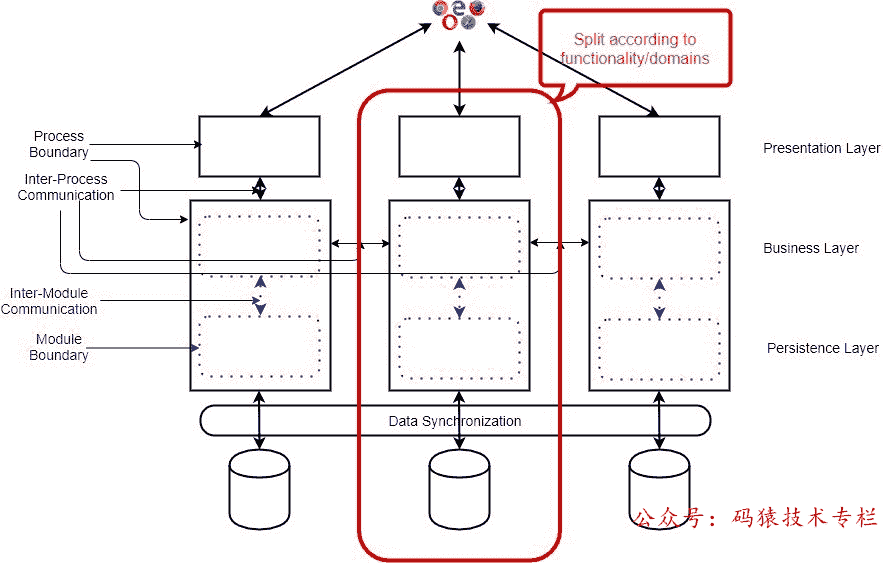 Split according to
functionality/domains
Process
Boundary
Presentation Layer
Inter-Process
Communication
Business Layer
Inter-Module
Communication
Module
Boundary
Persistence Layer
Data Synchronization
公众号：码猿技术专栏